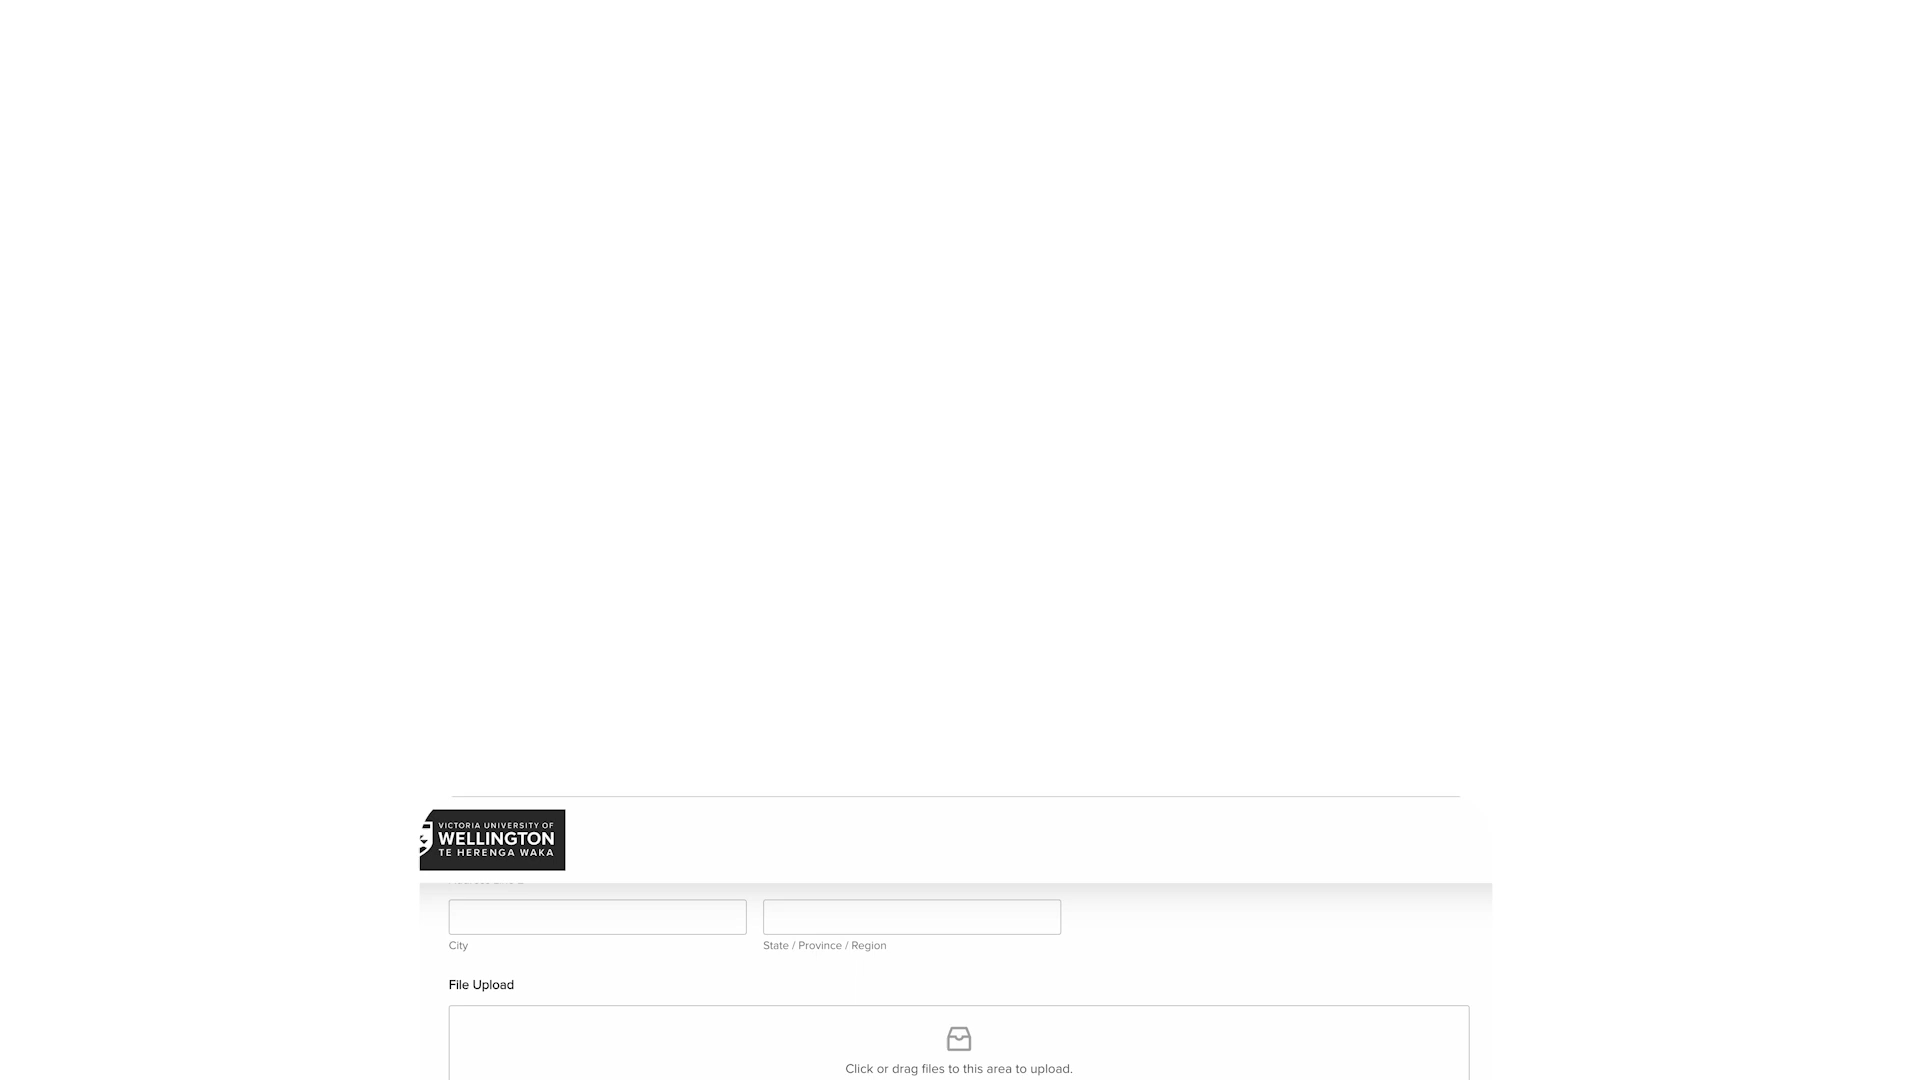 VICTORIA UNIVERSITY OF
WELLINGTON
TE HERENGA WAKA
City
State / Province / Region
File Upload
Click or drag files to this area to upload.